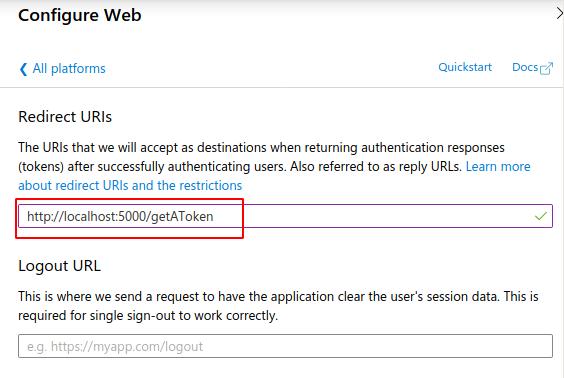 Configure Web
All platforms
Quickstart
Docs
Redirect URIs
The URIs that we will accept as destinations when returning authentication responses
(tokens) after successfully authenticating users. Also referred to as reply URLs. Learn more
about redirect URIs and the restrictions
http://localhost:5000/getAToken
Logout URL
This is where we send a request to have the application clear the user's session data. This is
required for single sign-out to work correctly.
e.g. https://myapp.com/logout